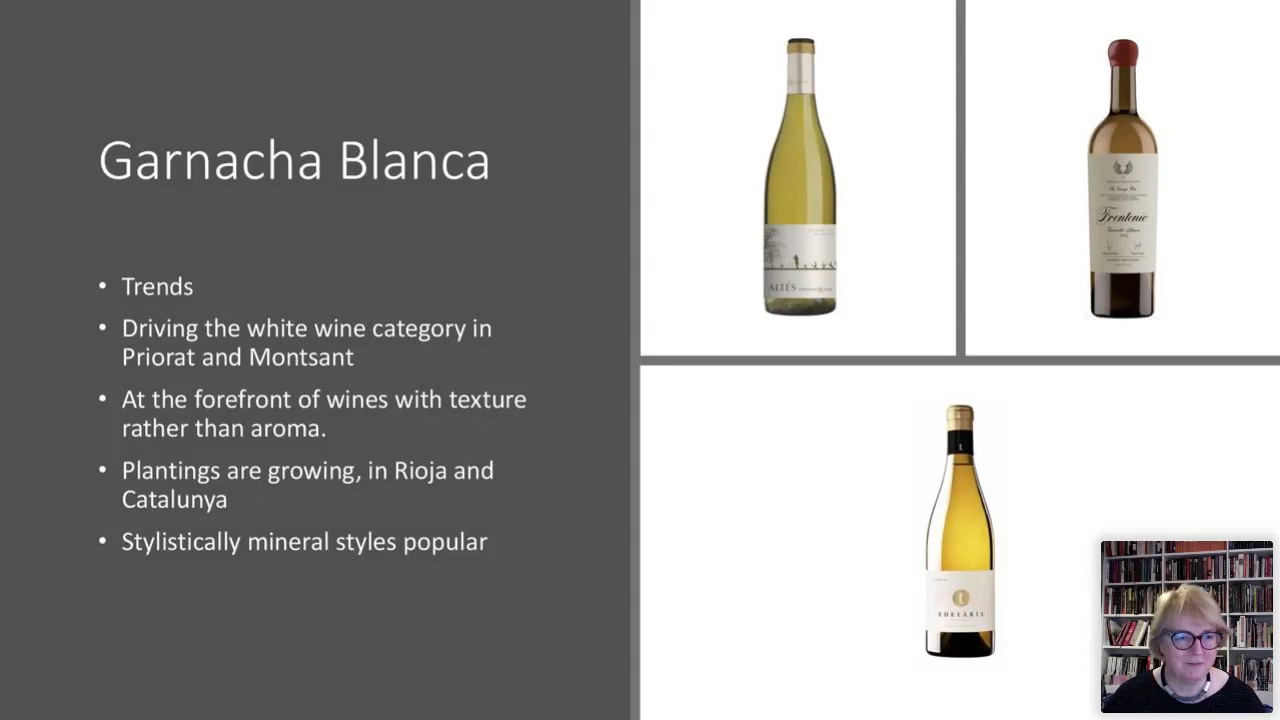 Garnacha Blanca
• Trends
• Driving the white wine category in
Priorat and Montsant
• At the forefront of wines with texture
rather than aroma.
• Plantings are growing, in Rioja and
Catalunya
• Stylistically mineral styles popular
ALTÉS
Frontonio
t
EDETÀRIA